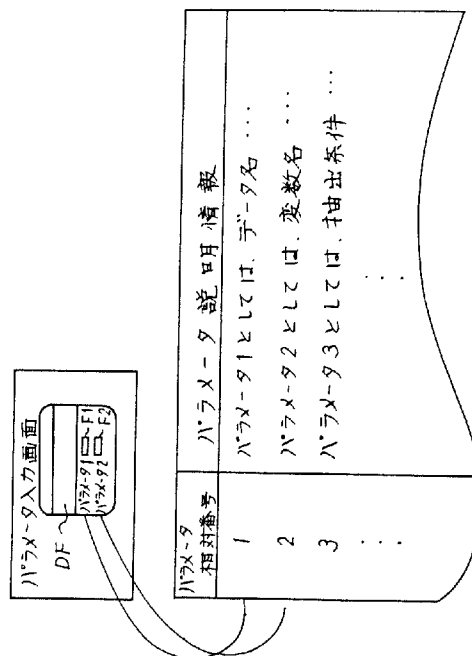 パラメータ入力画面
DF
パラメータ1 F1
パラメータ2 F2
パラメータ
相対番号
パラメータ説明情報
1 パラメータ1としては、データ名 …
2 パラメータ2としては、変数名 …
3 パラメータ3としては、抽出条件 …